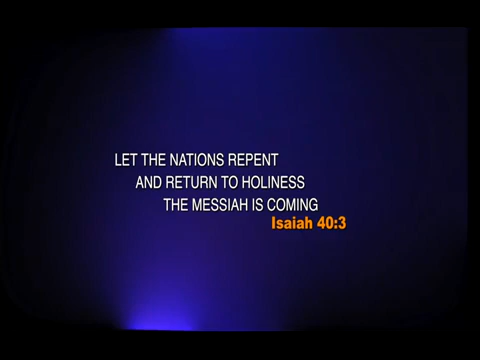 LET THE NATIONS REPENT
AND RETURN TO HOLINESS
THE MESSIAH IS COMING
Isaiah 40:3